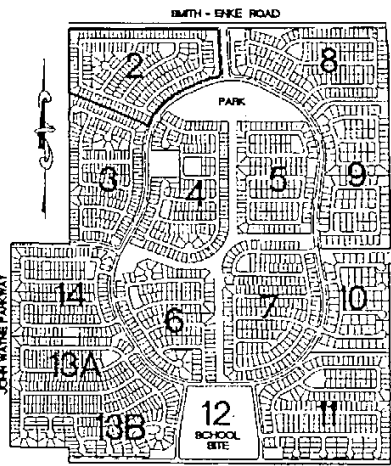 SMITH - ENKE ROAD
2
8
PARK
3
4
5
9
14
6
7
10
JOHN WAYNE PARKWAY
13A
13B
12
SCHOOL
SITE
11